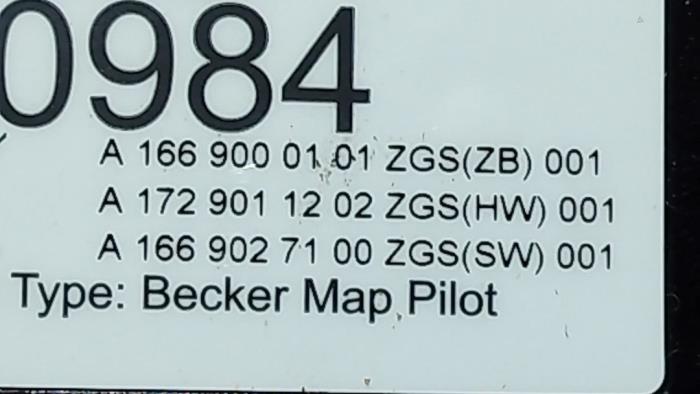 0984
A 166 900 01 01 ZGS(ZB) 001
A 172 901 12 02 ZGS(HW) 001
A 166 902 71 00 ZGS(SW) 001
Type: Becker Map Pilot